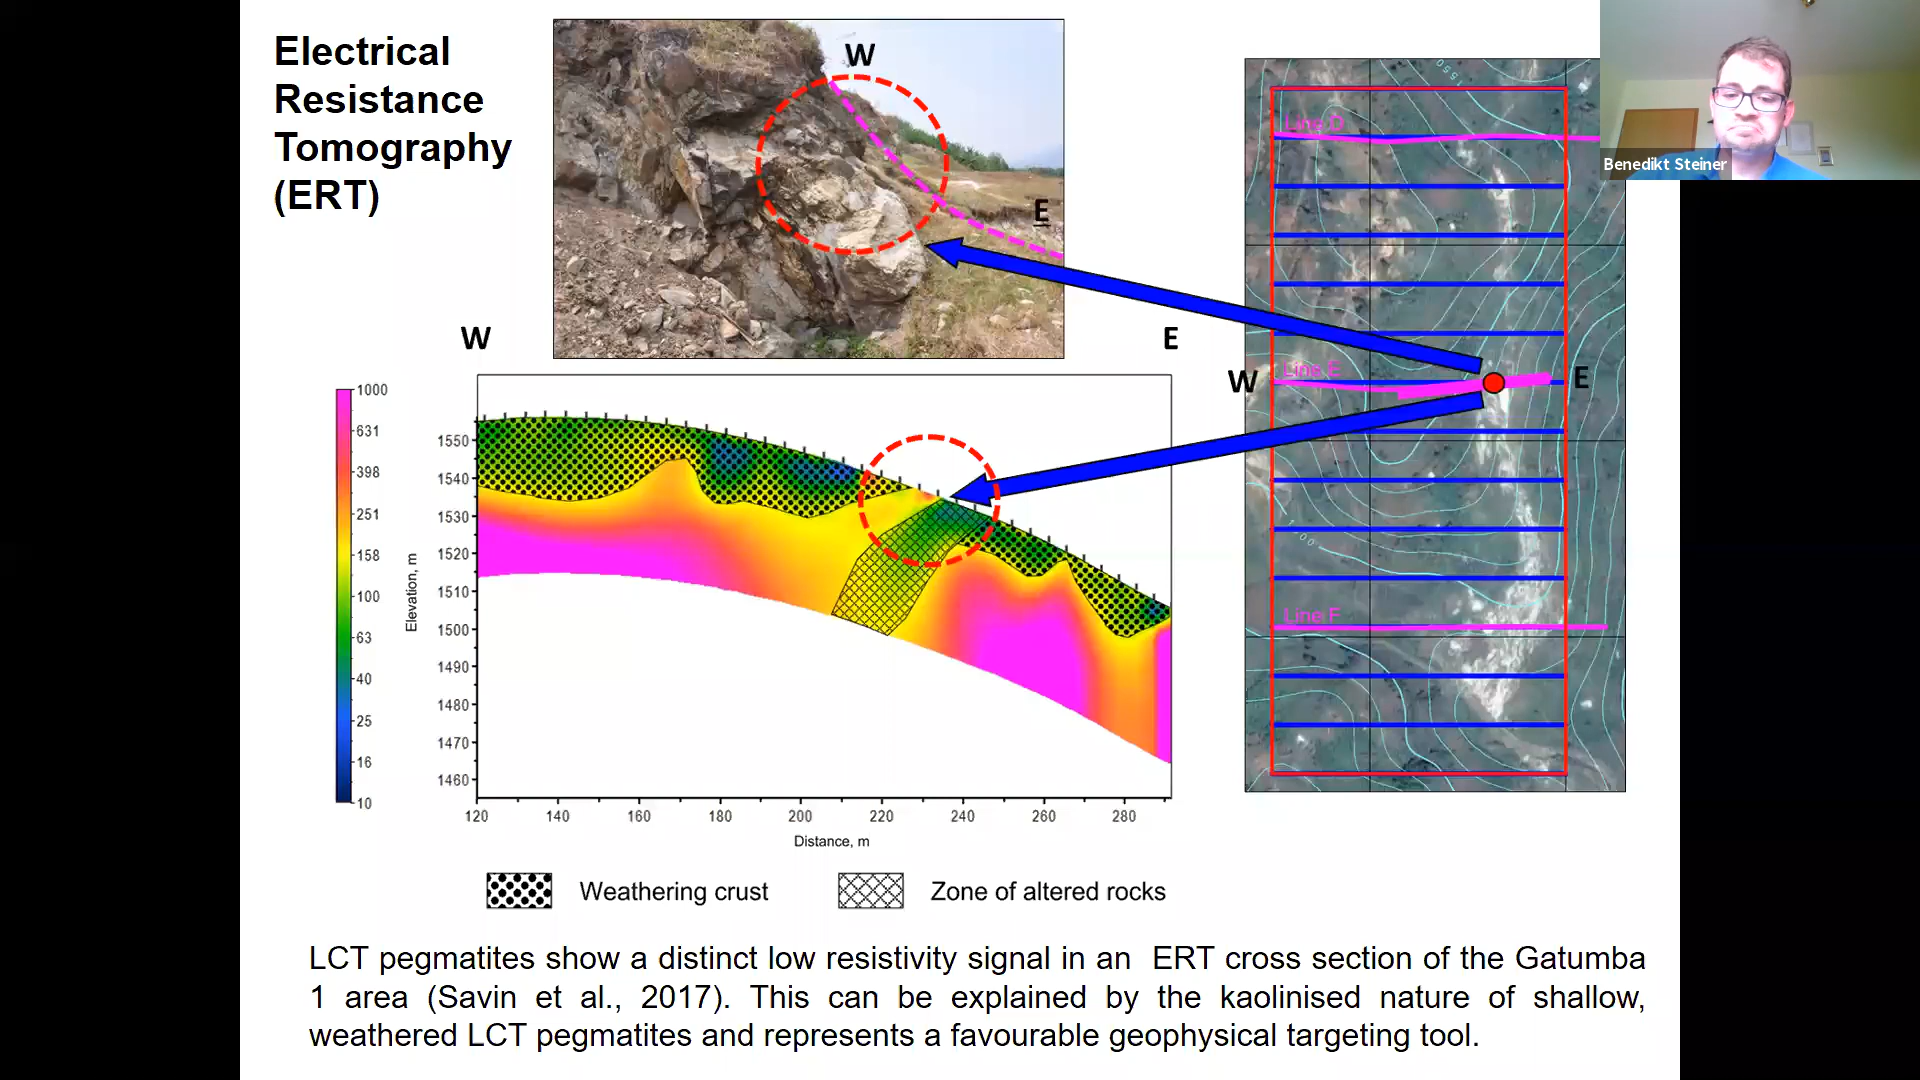 Electrical
Resistance
Tomography
(ERT)
W
E
Line D
Benedikt Steiner
W
E
Line E
W
E
Line F
1000
631
398
251
158
100
63
40
25
16
10
Elevation, m
1550
1540
1530
1520
1510
1500
1490
1480
1470
1460
120 140 160 180 200 220 240 260 280
Distance, m
Weathering crust Zone of altered rocks
LCT pegmatites show a distinct low resistivity signal in an ERT cross section of the Gatumba
1 area (Savin et al., 2017). This can be explained by the kaolinised nature of shallow,
weathered LCT pegmatites and represents a favourable geophysical targeting tool.